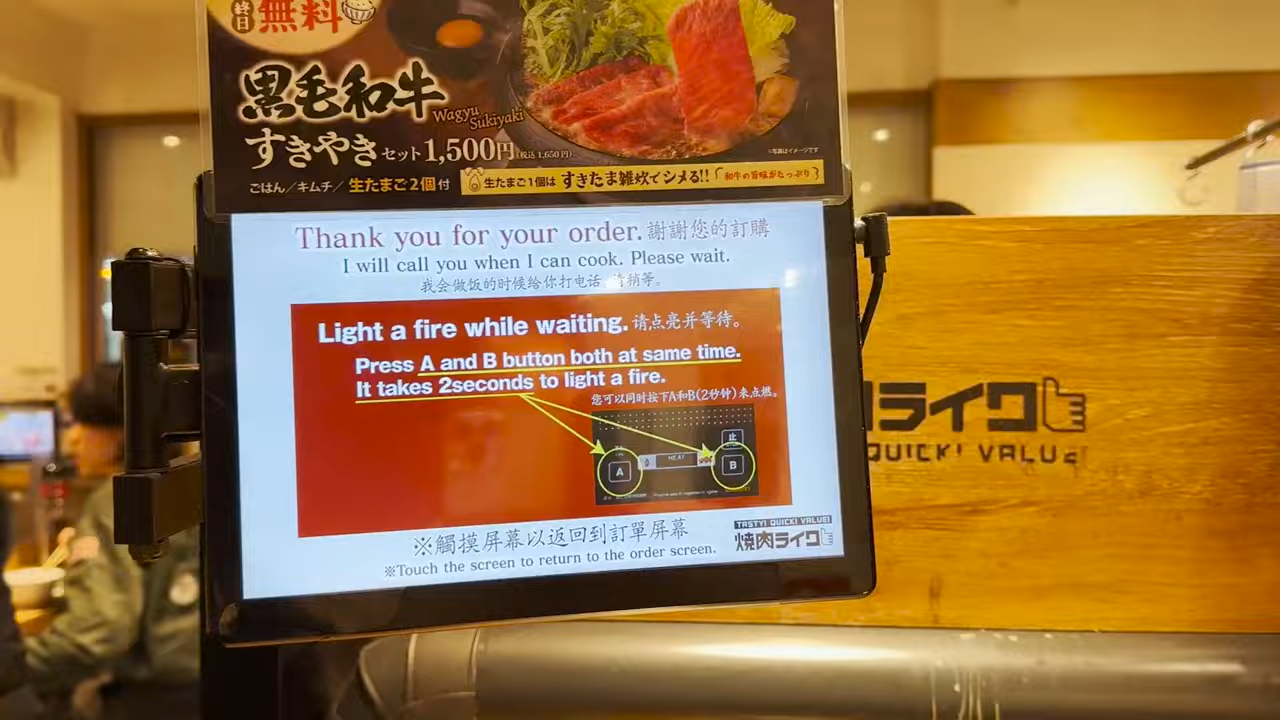 終日
無料
黒毛和牛
Wagyu
Sukiyaki
すきやきセット1,500円(税込1,650円)
※写真はイメージです
ごはん/キムチ/生たまご2個付
生たまご1個は すきたま雑炊でシメる!! 和牛の旨味がたっぷり
Thank you for your order.謝謝您的訂購
I will call you when I can cook. Please wait.
我会做饭的时候给你打电话 请稍等。
Light a fire while waiting.请点亮并等待。
Press A and B button both at same time.
It takes 2seconds to light a fire.
您可以同时按下A和B(2秒钟)来点燃。
止
A
HEAT
B
※觸摸屏幕以返回到訂單屏幕
※Touch the screen to return to the order screen.
TASTY! QUICK! VALUE!
焼肉ライク
ライク
QUICK! VALUE!